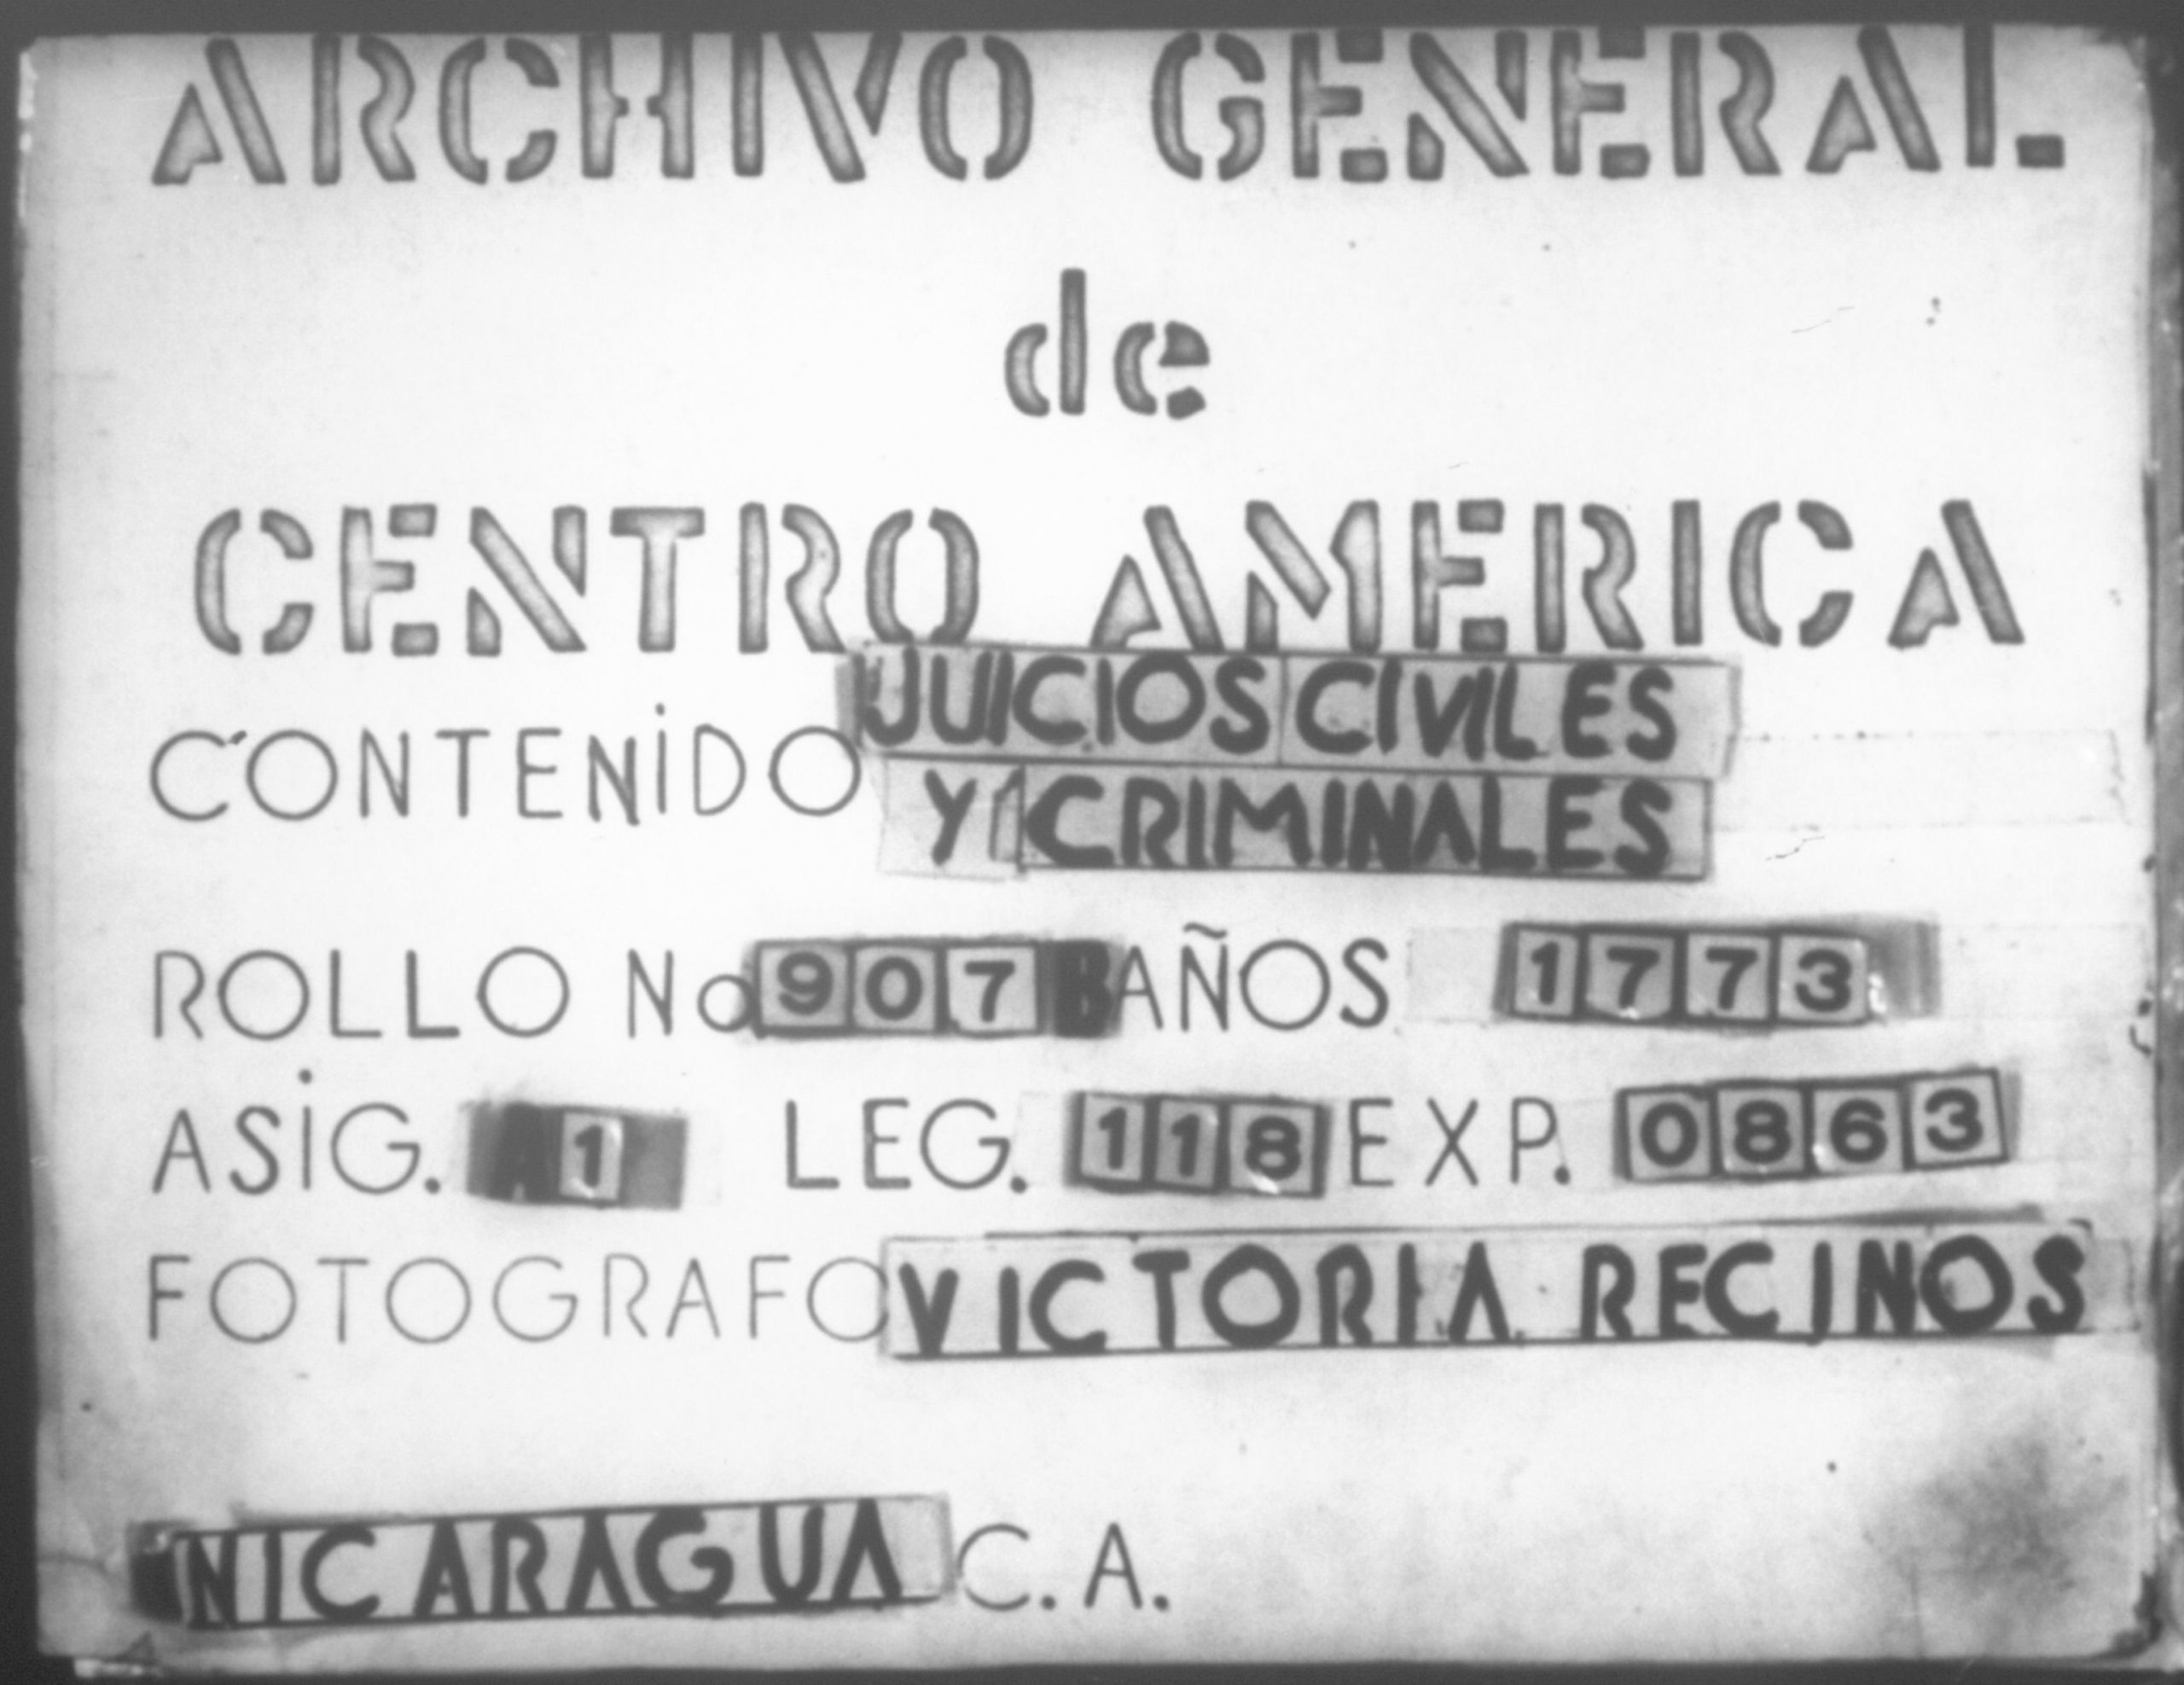 ARCHIVO GENERAL
de
CENTRO AMERICA
CONTENIDO JUICIOS CIVILES
Y CRIMINALES
ROLLO No 907 B AÑOS 1773
ASIG. A 1 LEG. 118 EXP. 0863
FOTOGRAFO VICTORIA RECINOS
NICARAGUA C. A.